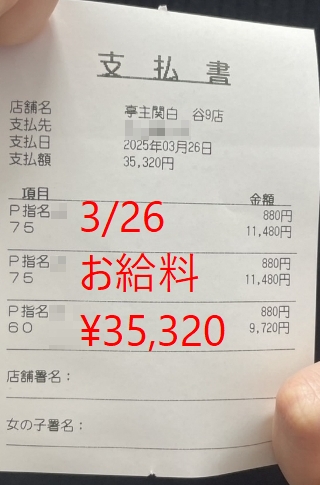 支払書
店舗名 亭主関白 谷9店
支払先
支払日 2025年03月26日
支払額 35,320円
項目 金額
P指名 880円
75 11,480円
P指名 880円
75 11,480円
P指名 880円
60 9,720円
店舗署名：
女の子署名：
3/26
お給料
¥35,320